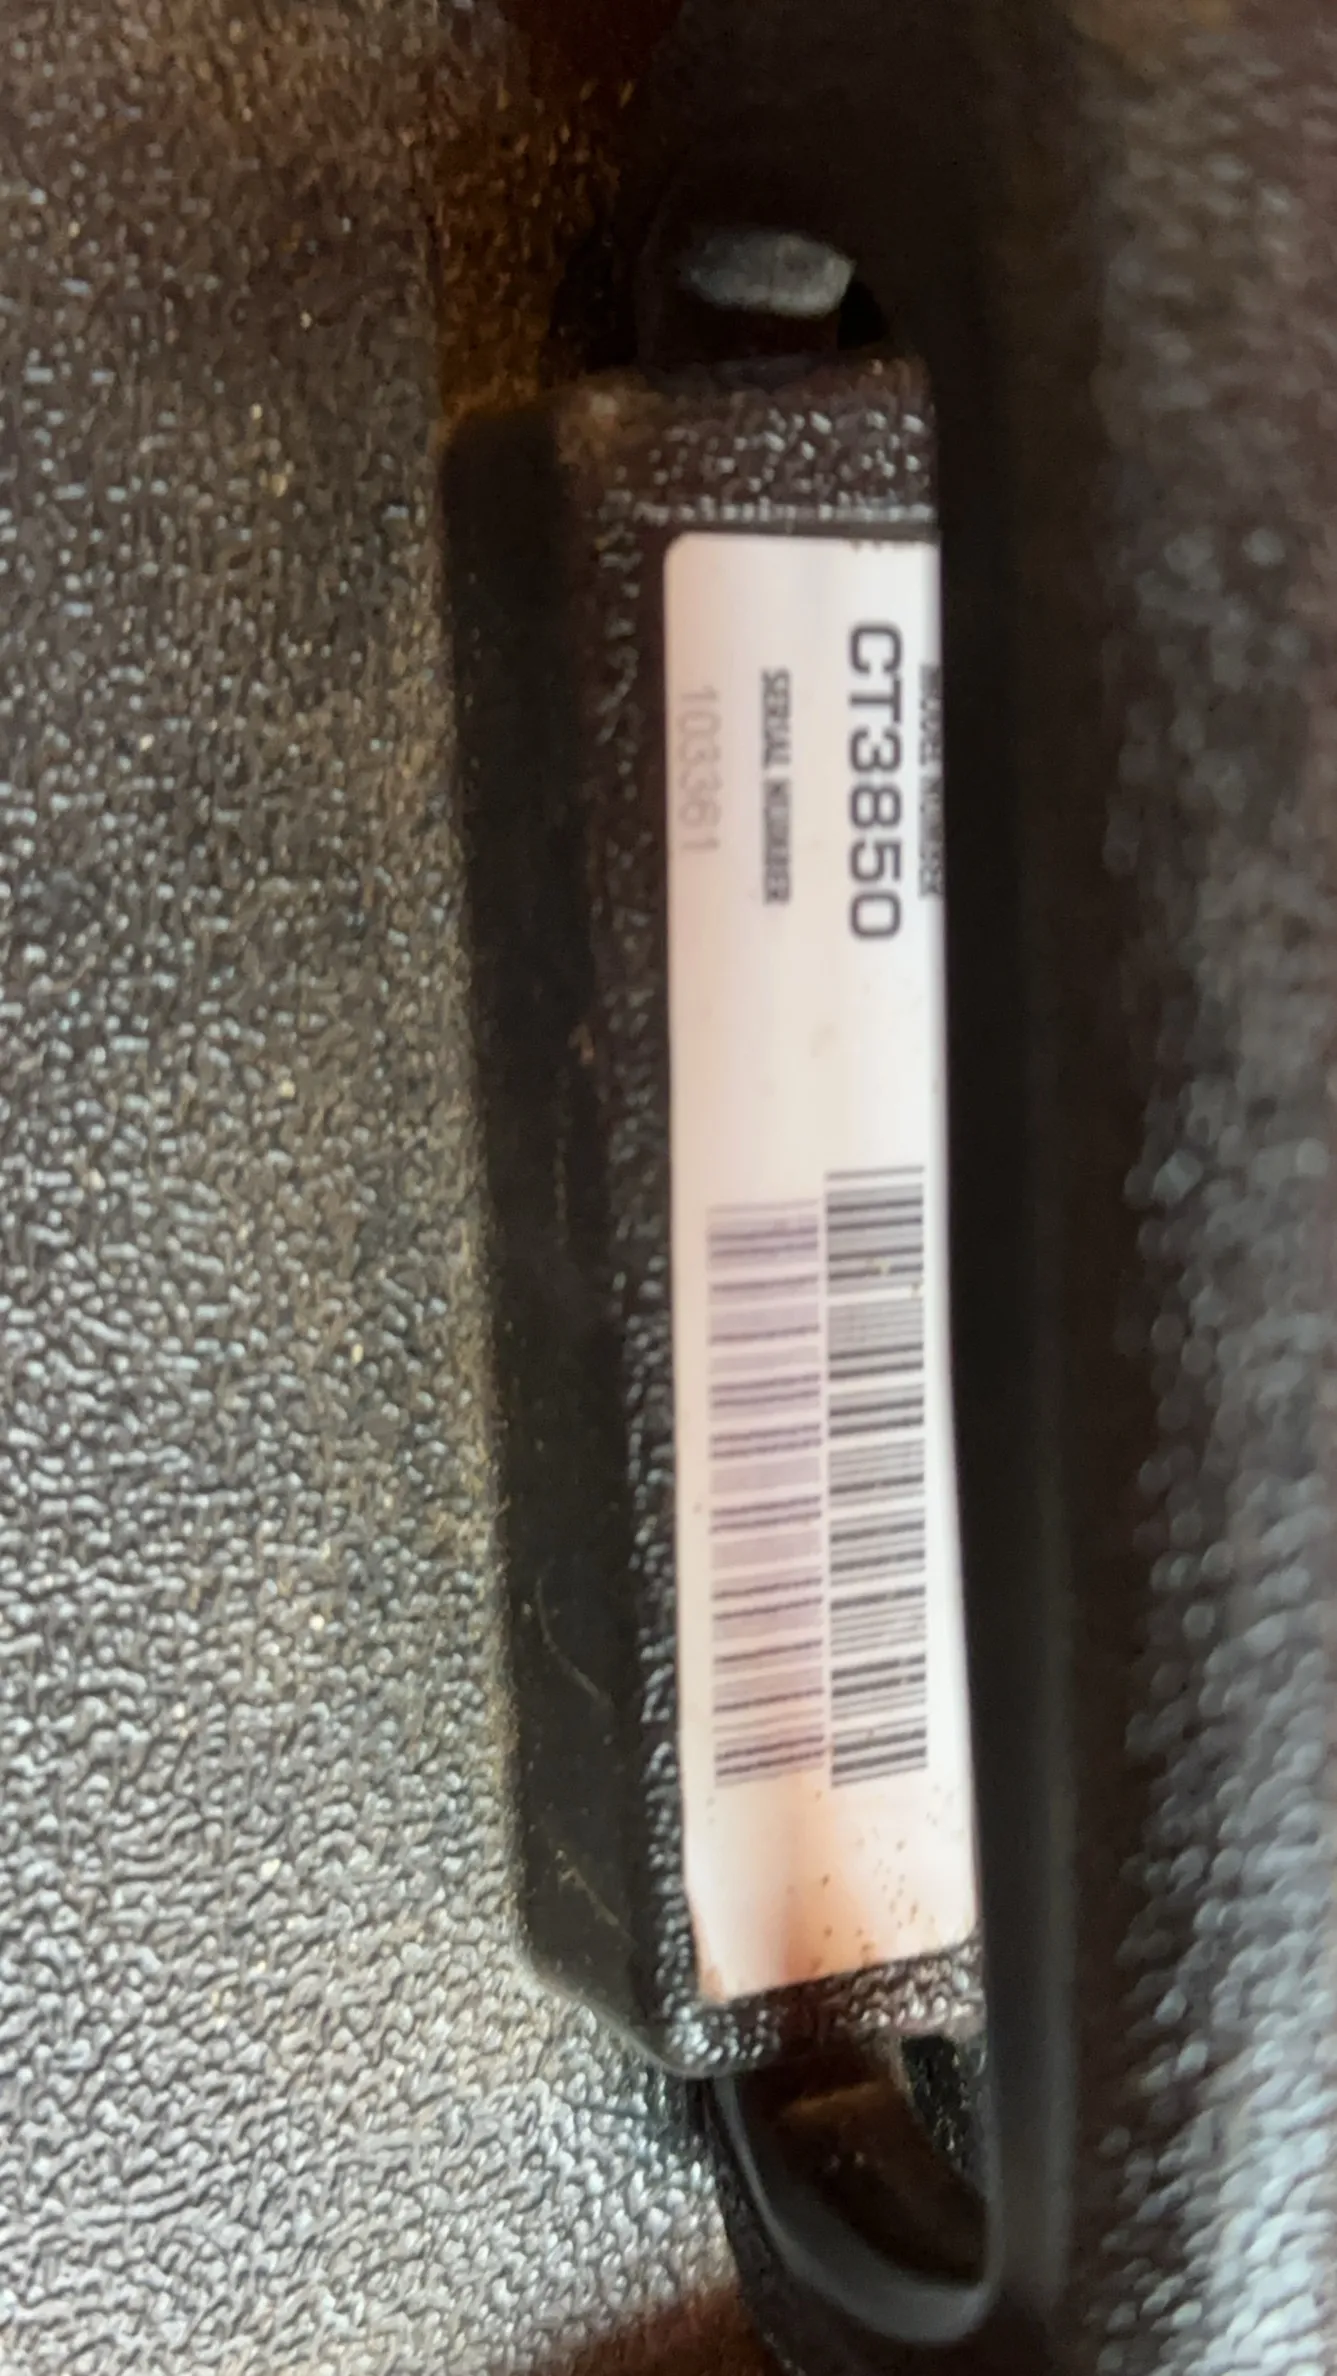 MODEL NUMBER
CT3850
SERIAL NUMBER
103361